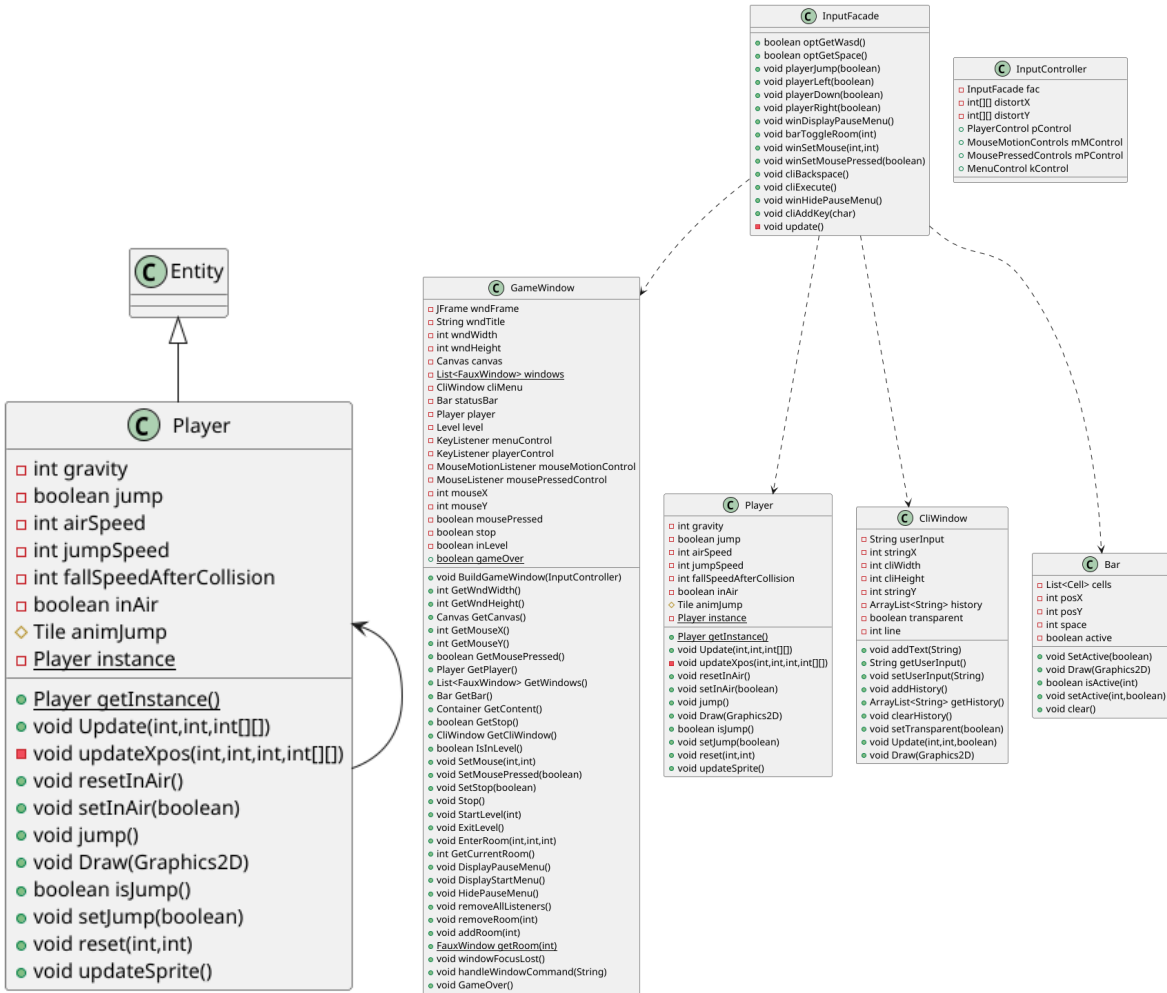 Entity
Player
int gravity
boolean jump
int airSpeed
int jumpSpeed
int fallSpeedAfterCollision
boolean inAir
Tile animJump
Player instance
Player getInstance()
void Update(int,int,int[][])
void updateXpos(int,int,int,int[][])
void resetInAir()
void setInAir(boolean)
void jump()
void Draw(Graphics2D)
boolean isJump()
void setJump(boolean)
void reset(int,int)
void updateSprite()
InputFacade
boolean optGetWasd()
boolean optGetSpace()
void playerJump(boolean)
void playerLeft(boolean)
void playerDown(boolean)
void playerRight(boolean)
void winDisplayPauseMenu()
void barToggleRoom(int)
void winSetMouse(int,int)
void winSetMousePressed(boolean)
void cliBackspace()
void cliExecute()
void winHidePauseMenu()
void cliAddKey(char)
void update()
InputController
InputFacade fac
int[][] distortX
int[][] distortY
PlayerControl pControl
MouseMotionControls mMControl
MousePressedControls mPControl
MenuControl kControl
GameWindow
JFrame wndFrame
String wndTitle
int wndWidth
int wndHeight
Canvas canvas
List<FauxWindow> windows
CliWindow cliMenu
Bar statusBar
Player player
Level level
KeyListener menuControl
KeyListener playerControl
MouseMotionListener mouseMotionControl
MouseListener mousePressedControl
int mouseX
int mouseY
boolean mousePressed
boolean stop
boolean inLevel
boolean gameOver
void BuildGameWindow(InputController)
int GetWndWidth()
int GetWndHeight()
Canvas GetCanvas()
int GetMouseX()
int GetMouseY()
boolean GetMousePressed()
Player GetPlayer()
List<FauxWindow> GetWindows()
Bar GetBar()
Container GetContent()
boolean GetStop()
CliWindow GetCliWindow()
boolean IsInLevel()
void SetMouse(int,int)
void SetMousePressed(boolean)
void SetStop(boolean)
void Stop()
void StartLevel(int)
void ExitLevel()
void EnterRoom(int,int,int)
int GetCurrentRoom()
void DisplayPauseMenu()
void DisplayStartMenu()
void HidePauseMenu()
void removeAllListeners()
void removeRoom(int)
void addRoom(int)
FauxWindow getRoom(int)
void windowFocusLost()
void handleWindowCommand(String)
void GameOver()
Player
int gravity
boolean jump
int airSpeed
int jumpSpeed
int fallSpeedAfterCollision
boolean inAir
Tile animJump
Player instance
Player getInstance()
void Update(int,int,int[][])
void updateXpos(int,int,int,int[][])
void resetInAir()
void setInAir(boolean)
void jump()
void Draw(Graphics2D)
boolean isJump()
void setJump(boolean)
void reset(int,int)
void updateSprite()
CliWindow
String userInput
int stringX
int cliWidth
int cliHeight
int stringY
ArrayList<String> history
boolean transparent
int line
void addText(String)
String getUserInput()
void setUserInput(String)
void addHistory()
ArrayList<String> getHistory()
void clearHistory()
void setTransparent(boolean)
void Update(int,int,boolean)
void Draw(Graphics2D)
Bar
List<Cell> cells
int posX
int posY
int space
boolean active
void SetActive(boolean)
void Draw(Graphics2D)
boolean isActive(int)
void setActive(int,boolean)
void clear()